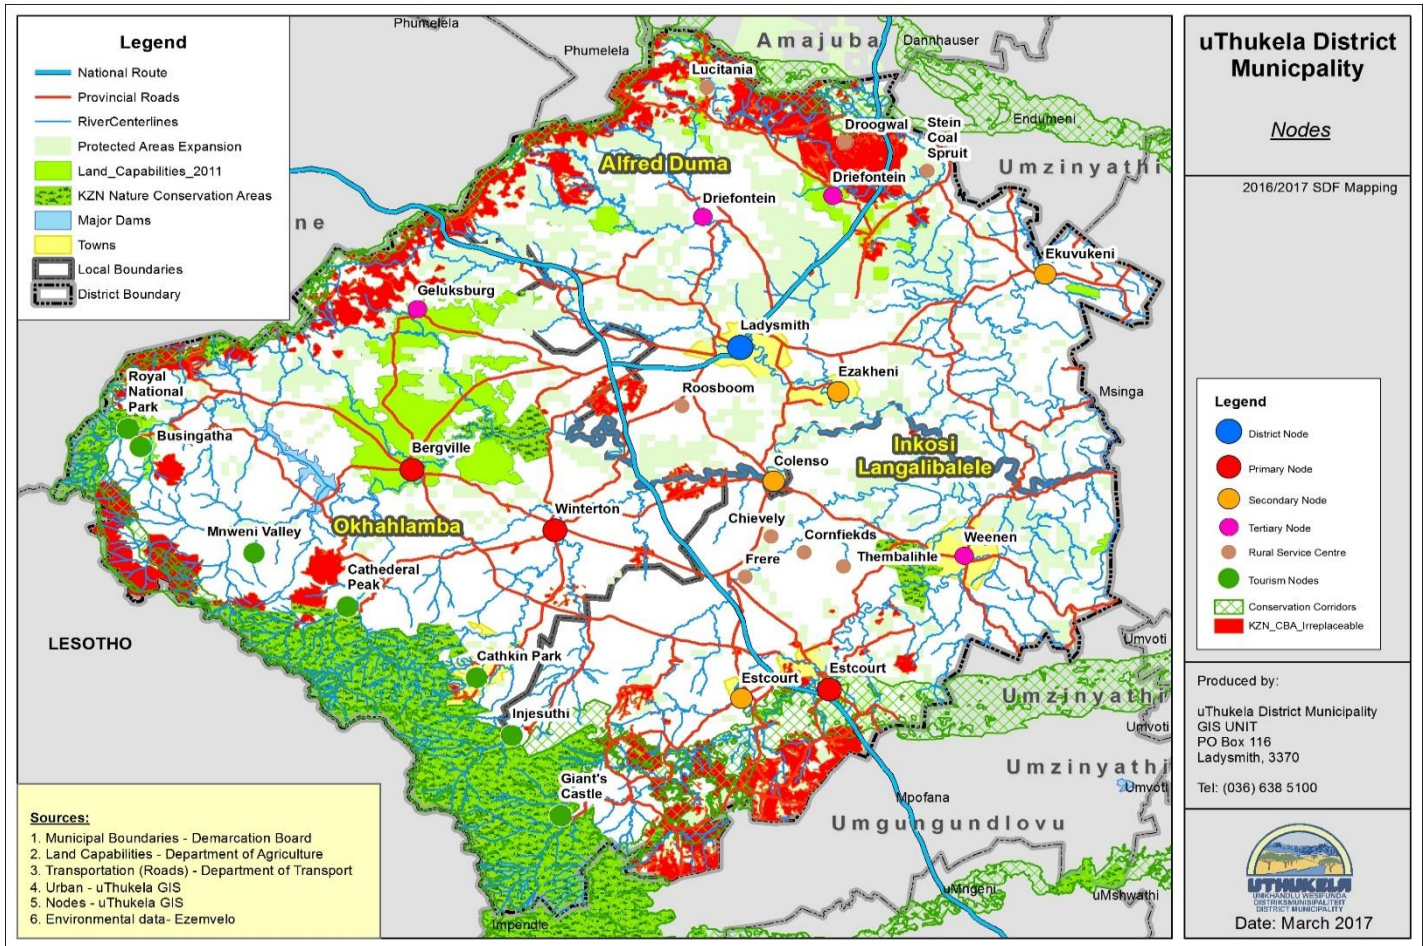 Legend
National Route
Provincial Roads
RiverCenterlines
Protected Areas Expansion
Land_Capabilities_2011
KZN Nature Conservation Areas
Major Dams
Towns
Local Boundaries
District Boundary
Phumelela
Phumelela
Amajuba
Dannhauser
Lucitania
Endumeni
Droogwal
Stein
Coal
Spruit
Umzinyathi
Alfred Duma
Driefontein
Driefontein
ne
Ekuvukeni
Geluksburg
Ladysmith
Ezakheni
Msinga
Royal
National
Park
Roosboom
Busingatha
Bergville
Inkosi
Langalibalele
Colenso
Winterton
Okhahlamba
Mnweni Valley
Chievely
Cornfiekds
Weenen
Thembalihle
Frere
Cathederal
Peak
LESOTHO
Umvoti
Cathkin Park
Estcourt
Estcourt
Umzinyathi
Injesuthi
Umvoti
Umzinyathi
Umvoti
Giant's
Castle
Mpofana
Umgungundlovu
uMngeni
uMshwathi
Impendle
Sources:
1. Municipal Boundaries - Demarcation Board
2. Land Capabilities - Department of Agriculture
3. Transportation (Roads) - Department of Transport
4. Urban - uThukela GIS
5. Nodes - uThukela GIS
6. Environmental data- Ezemvelo
uThukela District
Municpality
Nodes
2016/2017 SDF Mapping
Legend
District Node
Primary Node
Secondary Node
Tertiary Node
Rural Service Centre
Tourism Nodes
Conservation Corridors
KZN_CBA_Irreplaceable
Produced by:
uThukela District Municipality
GIS UNIT
PO Box 116
Ladysmith, 3370
Tel: (036) 638 5100
UTHUKELA
UMKHANDLU WESIFUNDA
DISTRIKSMUNISIPALITEIT
DISTRICT MUNICIPALITY
Date: March 2017